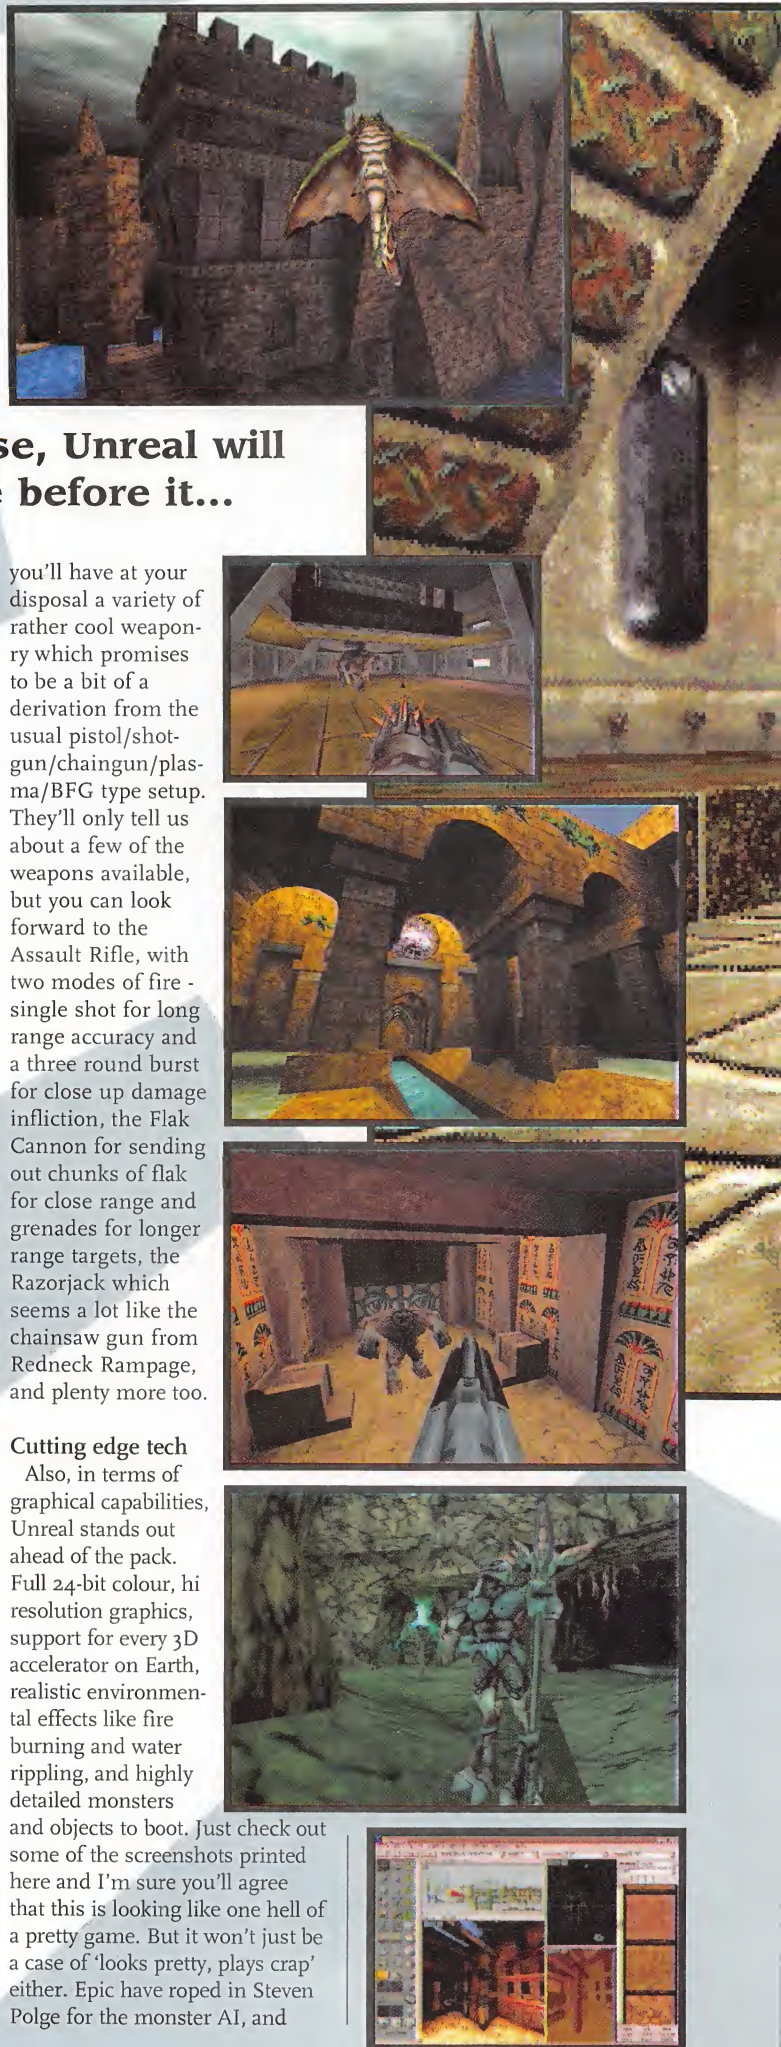 se, Unreal will
before it...
you'll have at your
disposal a variety of
rather cool weapon-
ry which promises
to be a bit of a
derivation from the
usual pistol/shot-
gun/chaingun/plas-
ma/BFG type setup.
They'll only tell us
about a few of the
weapons available,
but you can look
forward to the
Assault Rifle, with
two modes of fire -
single shot for long
range accuracy and
a three round burst
for close up damage
infliction, the Flak
Cannon for sending
out chunks of flak
for close range and
grenades for longer
range targets, the
Razorjack which
seems a lot like the
chainsaw gun from
Redneck Rampage,
and plenty more too.
Cutting edge tech
Also, in terms of
graphical capabilities,
Unreal stands out
ahead of the pack.
Full 24-bit colour, hi
resolution graphics,
support for every 3D
accelerator on Earth,
realistic environmen-
tal effects like fire
burning and water
rippling, and highly
detailed monsters
and objects to boot. Just check out
some of the screenshots printed
here and I'm sure you'll agree
that this is looking like one hell of
a pretty game. But it won't just be
a case of 'looks pretty, plays crap'
either. Epic have roped in Steven
Polge for the monster AI, and